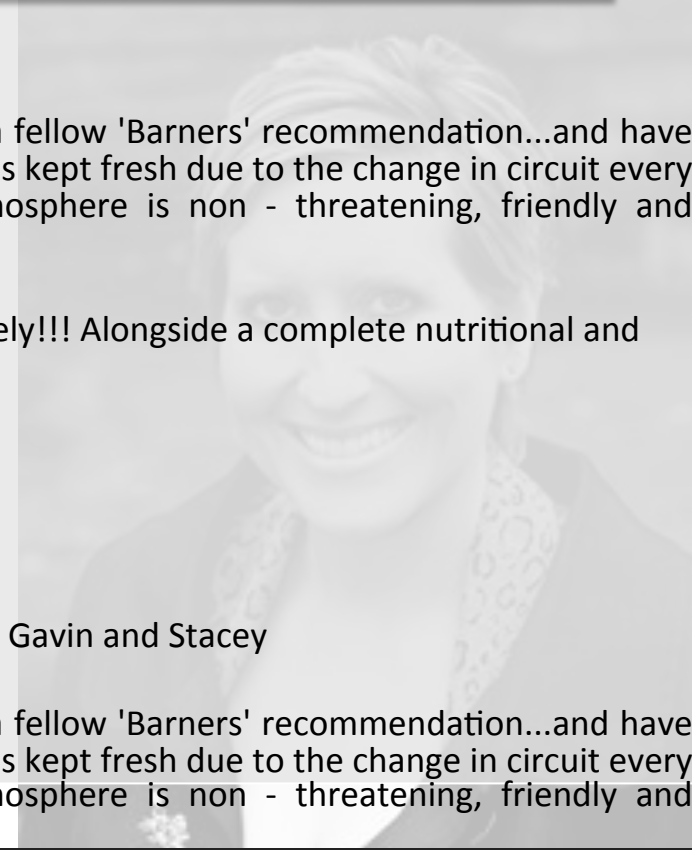 fellow 'Barners' recommendation...and have
s kept fresh due to the change in circuit every
osphere is non - threatening, friendly and
ely!!! Alongside a complete nutritional and
Gavin and Stacey
fellow 'Barners' recommendation...and have
s kept fresh due to the change in circuit every
osphere is non - threatening, friendly and